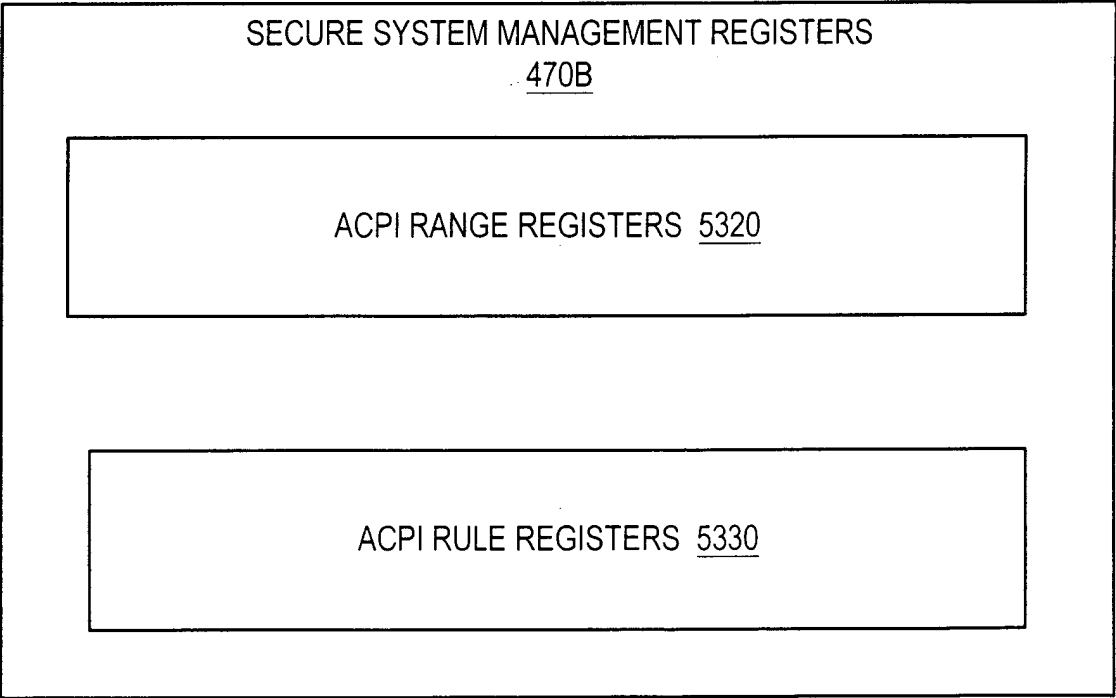 SECURE SYSTEM MANAGEMENT REGISTERS
470B
ACPI RANGE REGISTERS 5320
ACPI RULE REGISTERS 5330